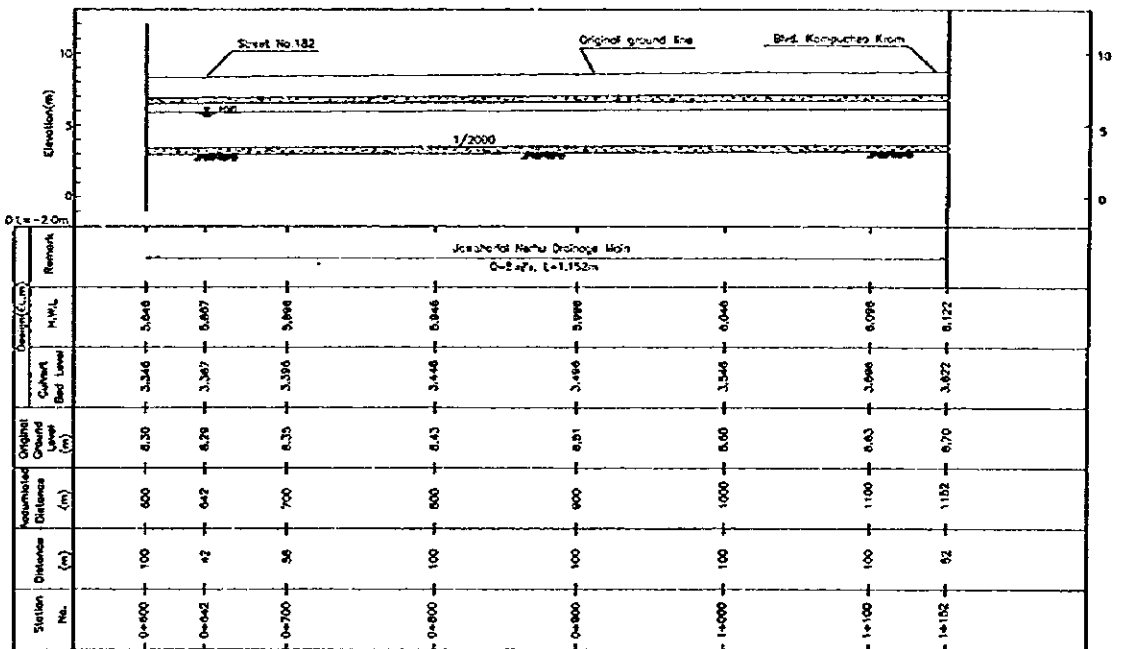 Street No.182
Original ground line
Blvd. Kampuchea Krom
Elevation(m)
10
5
0
10
5
0
1/2000
D.L=-2.0m
Remark
Drainage Main
L=1,152m
Design(EL.m)
H.W.L
5.846 5.867 5.896 5.946 5.996 6.046 6.096 6.122
Culvert Bed Level
3.346 3.367 3.396 3.446 3.496 3.546 3.596 3.622
Original Ground Level (m)
8.30 8.29 8.35 8.43 8.51 8.60 8.63 8.70
Accumulated Distance (m)
600 642 700 800 900 1000 1100 1152
Distance (m)
100 42 58 100 100 100 100 52
Station No.
0+600 0+642 0+700 0+800 0+900 1+000 1+100 1+152